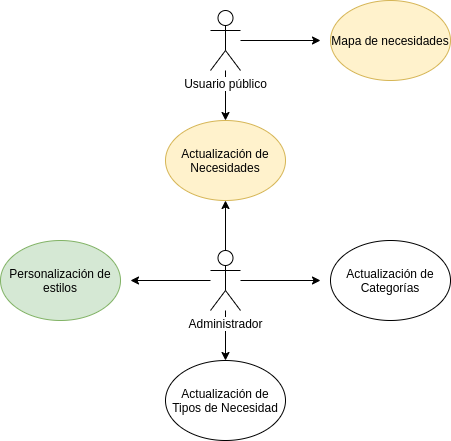 Mapa de necesidades
Usuario público
Actualización de
Necesidades
Personalización de
estilos
Actualización de
Categorías
Administrador
Actualización de
Tipos de Necesidad